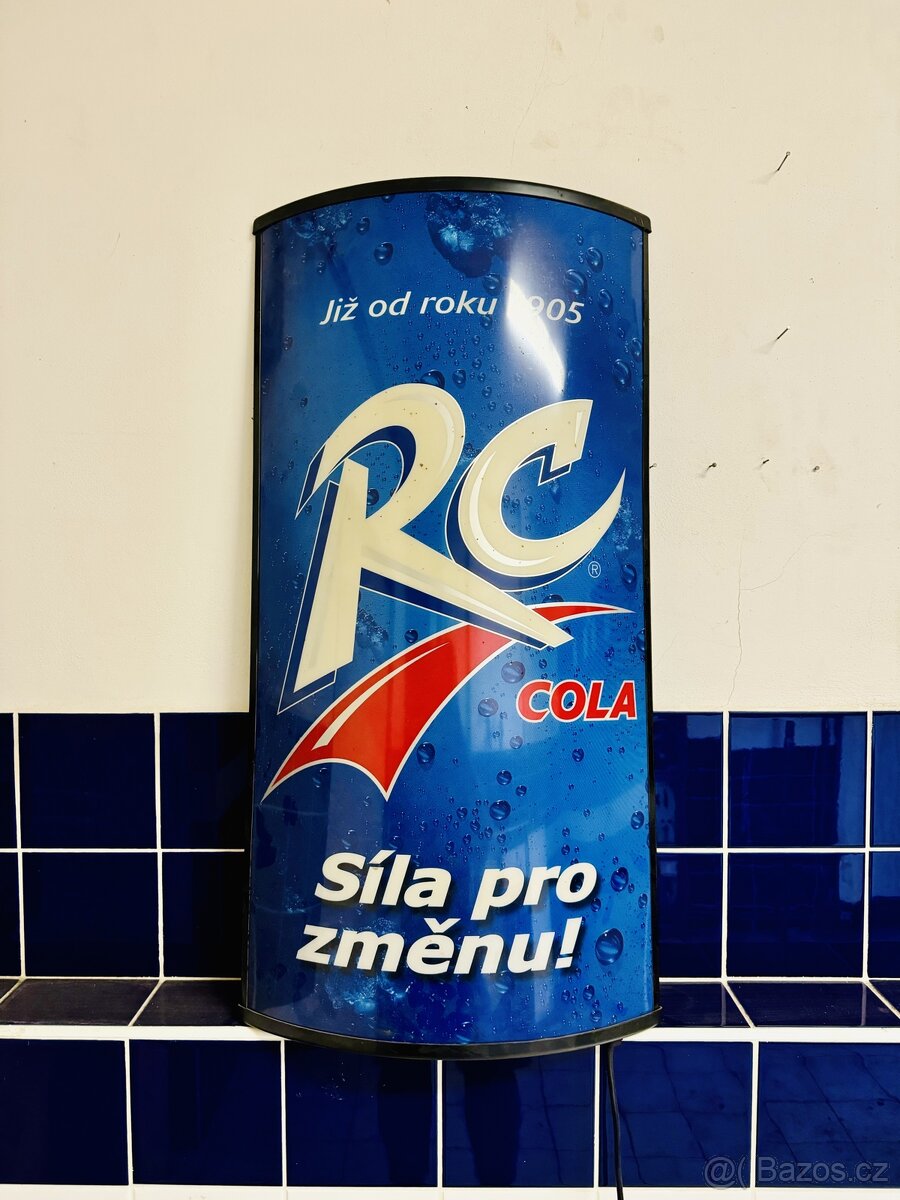 Již od roku 1905
RC
®
COLA
Síla pro
změnu!
@( Bazos.cz